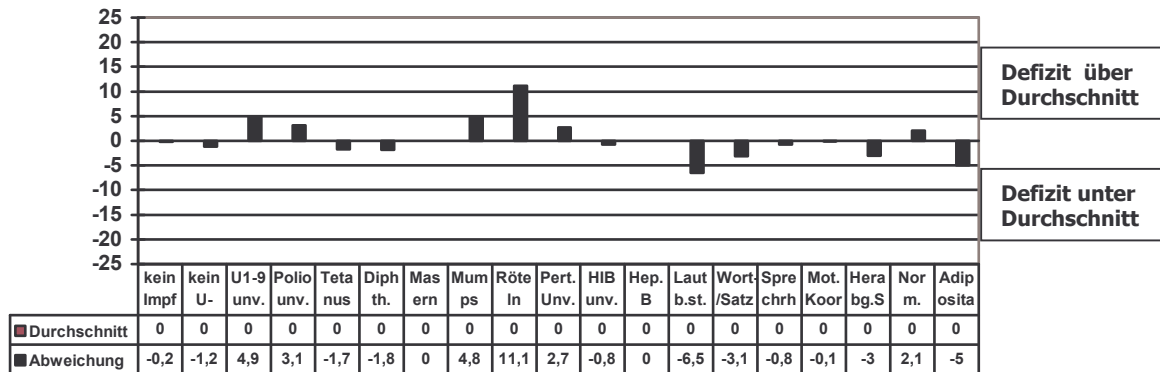 25
20
15
10
5
0
-5
-10
-15
-20
-25
Defizit über
Durchschnitt
Defizit unter
Durchschnitt
kein kein U1-9 Polio Teta Diph Mas Mum Röte Pert. HIB Hep. Laut Wort- Spre Mot. Hera Nor Adip
Impf U- unv. unv. nus th. ern ps ln Unv. unv. B b.st. /Satz chrh Koor bg.S m. osita
Durchschnitt 0 0 0 0 0 0 0 0 0 0 0 0 0 0 0 0 0 0 0
Abweichung -0,2 -1,2 4,9 3,1 -1,7 -1,8 0 4,8 11,1 2,7 -0,8 0 -6,5 -3,1 -0,8 -0,1 -3 2,1 -5